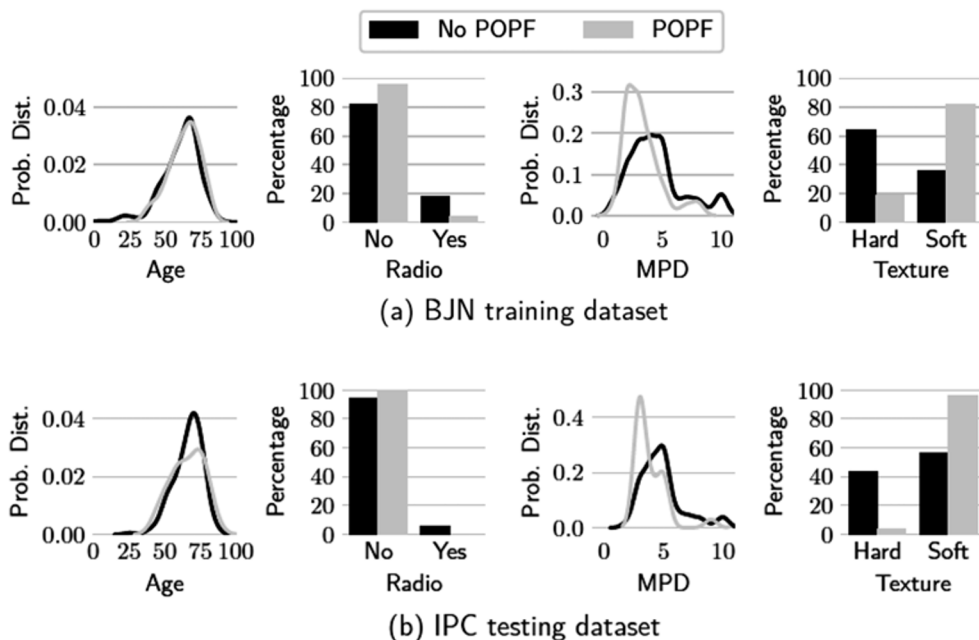 No POPF POPF
Prob. Dist.
0.04
0.02
0.00
0 25 50 75 100
Age
Percentage
100
80
60
40
20
0
No Yes
Radio
Prob. Dist.
0.3
0.2
0.1
0.0
0 5 10
MPD
Percentage
100
80
60
40
20
0
Hard Soft
Texture
(a) BJN training dataset
Prob. Dist.
0.04
0.02
0.00
0 25 50 75 100
Age
Percentage
100
80
60
40
20
0
No Yes
Radio
Prob. Dist.
0.4
0.2
0.0
0 5 10
MPD
Percentage
100
80
60
40
20
0
Hard Soft
Texture
(b) IPC testing dataset